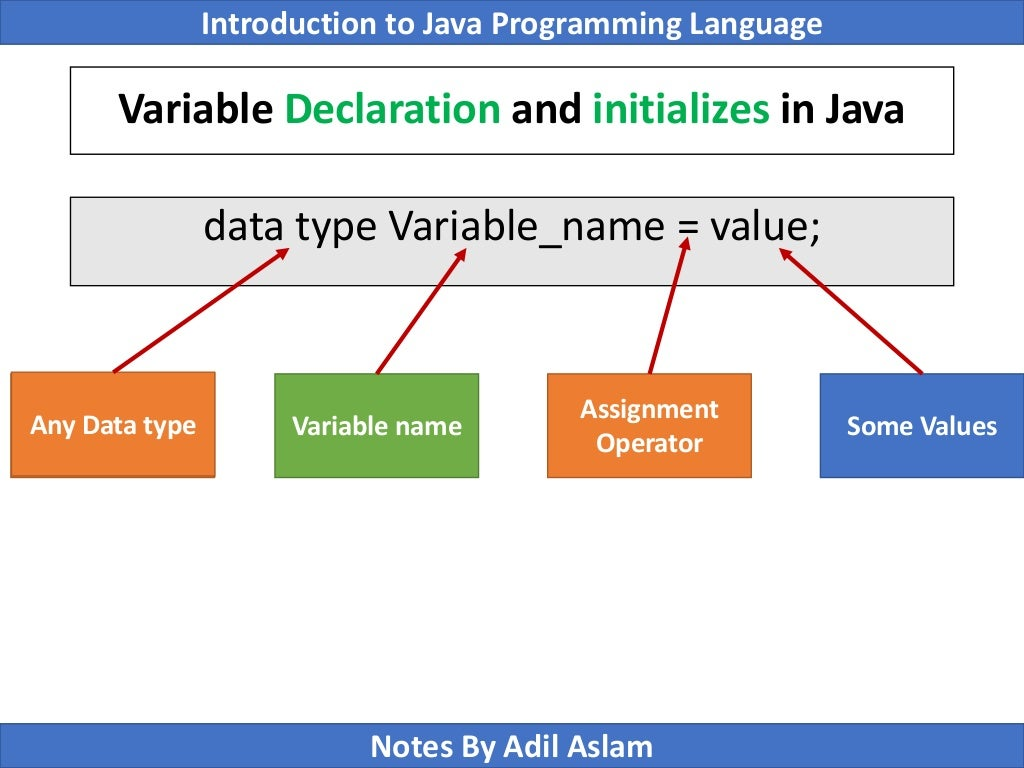 Introduction to Java Programming Language
Variable Declaration and initializes in Java
data type Variable_name = value;
Any Data type
Variable name
Assignment
Operator
Some Values
Notes By Adil Aslam